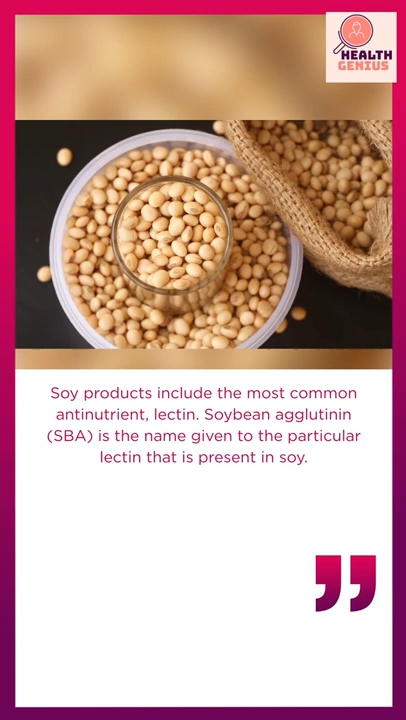 HEALTH
GENIUS
Soy products include the most common
antinutrient, lectin. Soybean agglutinin
(SBA) is the name given to the particular
lectin that is present in soy.